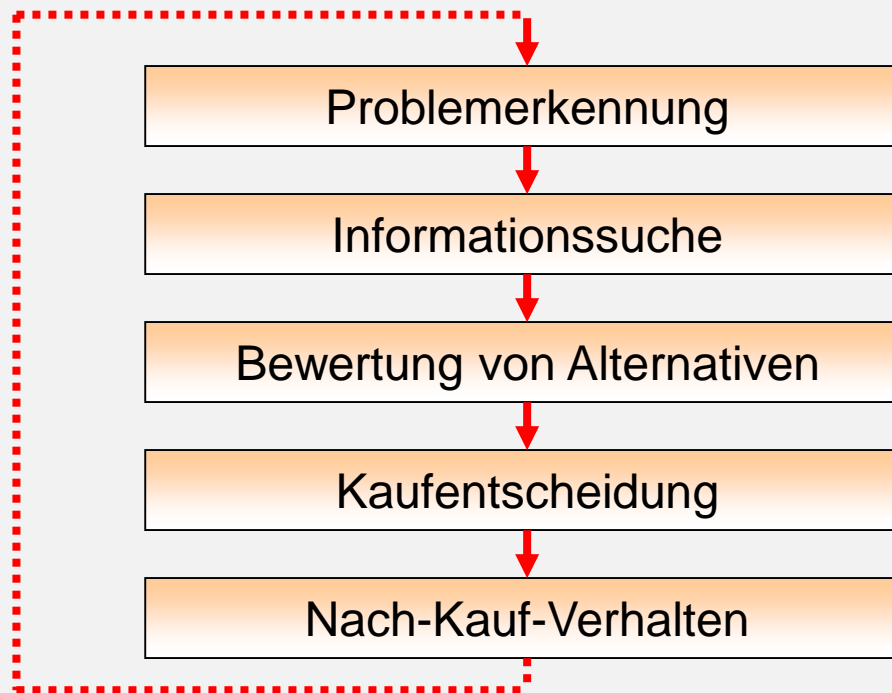 Problemerkennung
Informationssuche
Bewertung von Alternativen
Kaufentscheidung
Nach-Kauf-Verhalten